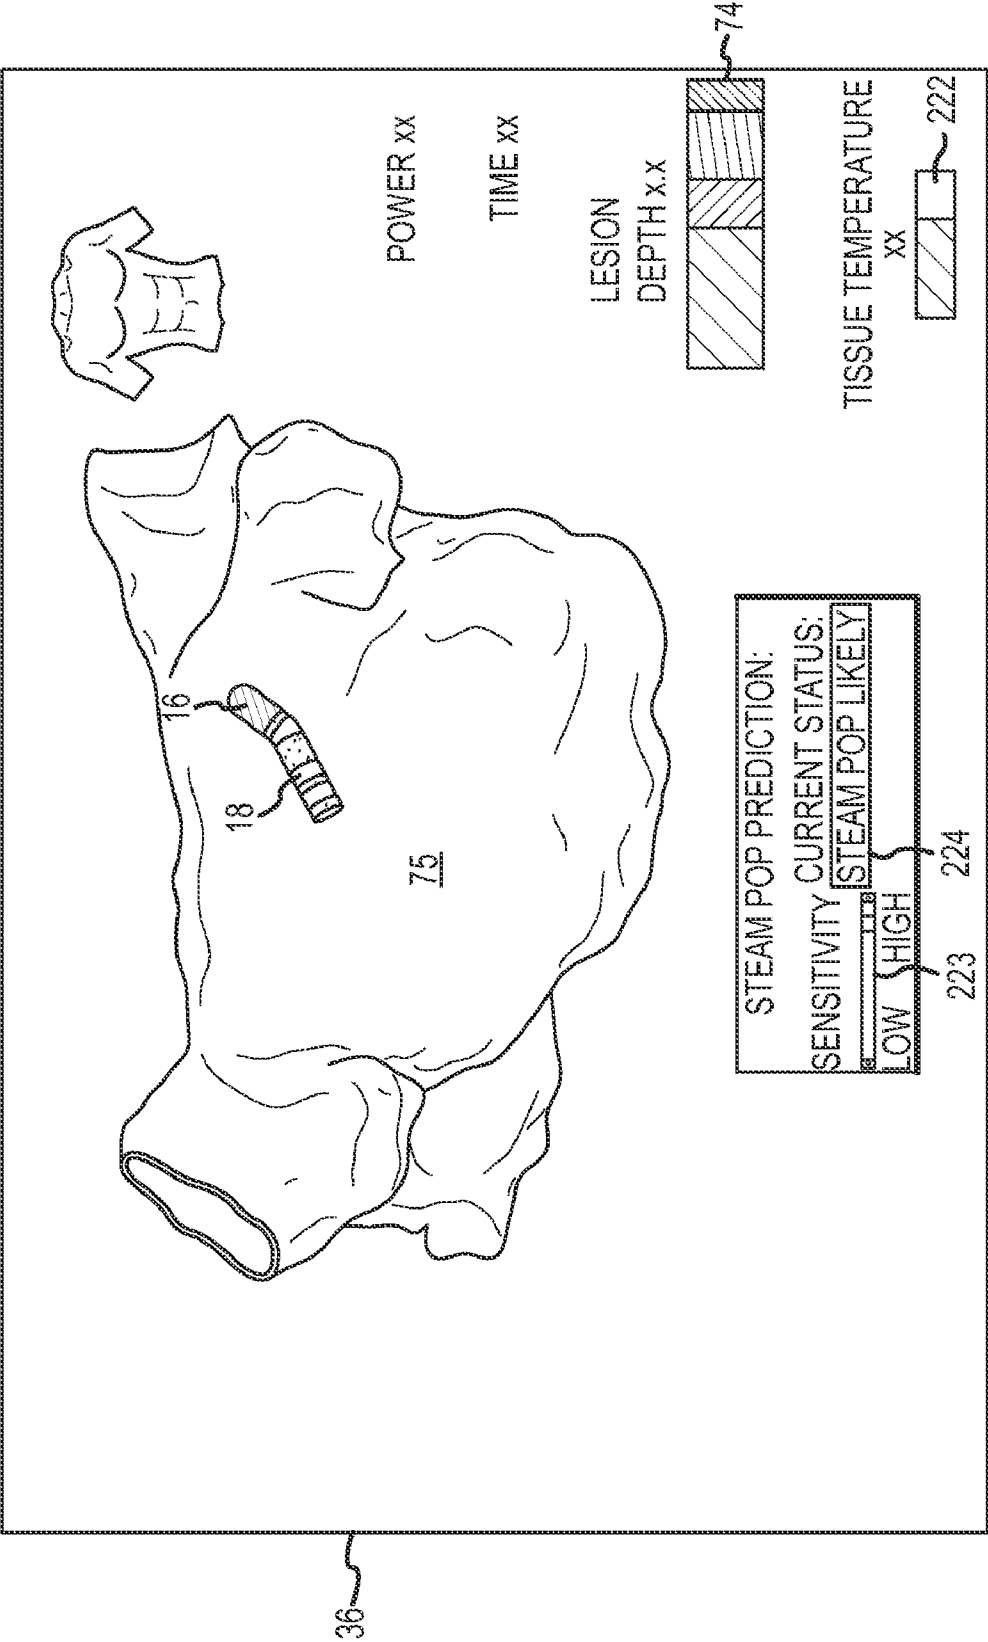 36
16
18
75
POWER xx
TIME xx
LESION
DEPTH x.x
74
TISSUE TEMPERATURE
xx
222
STEAM POP PREDICTION:
SENSITIVITY CURRENT STATUS:
STEAM POP LIKELY
LOW HIGH
223
224